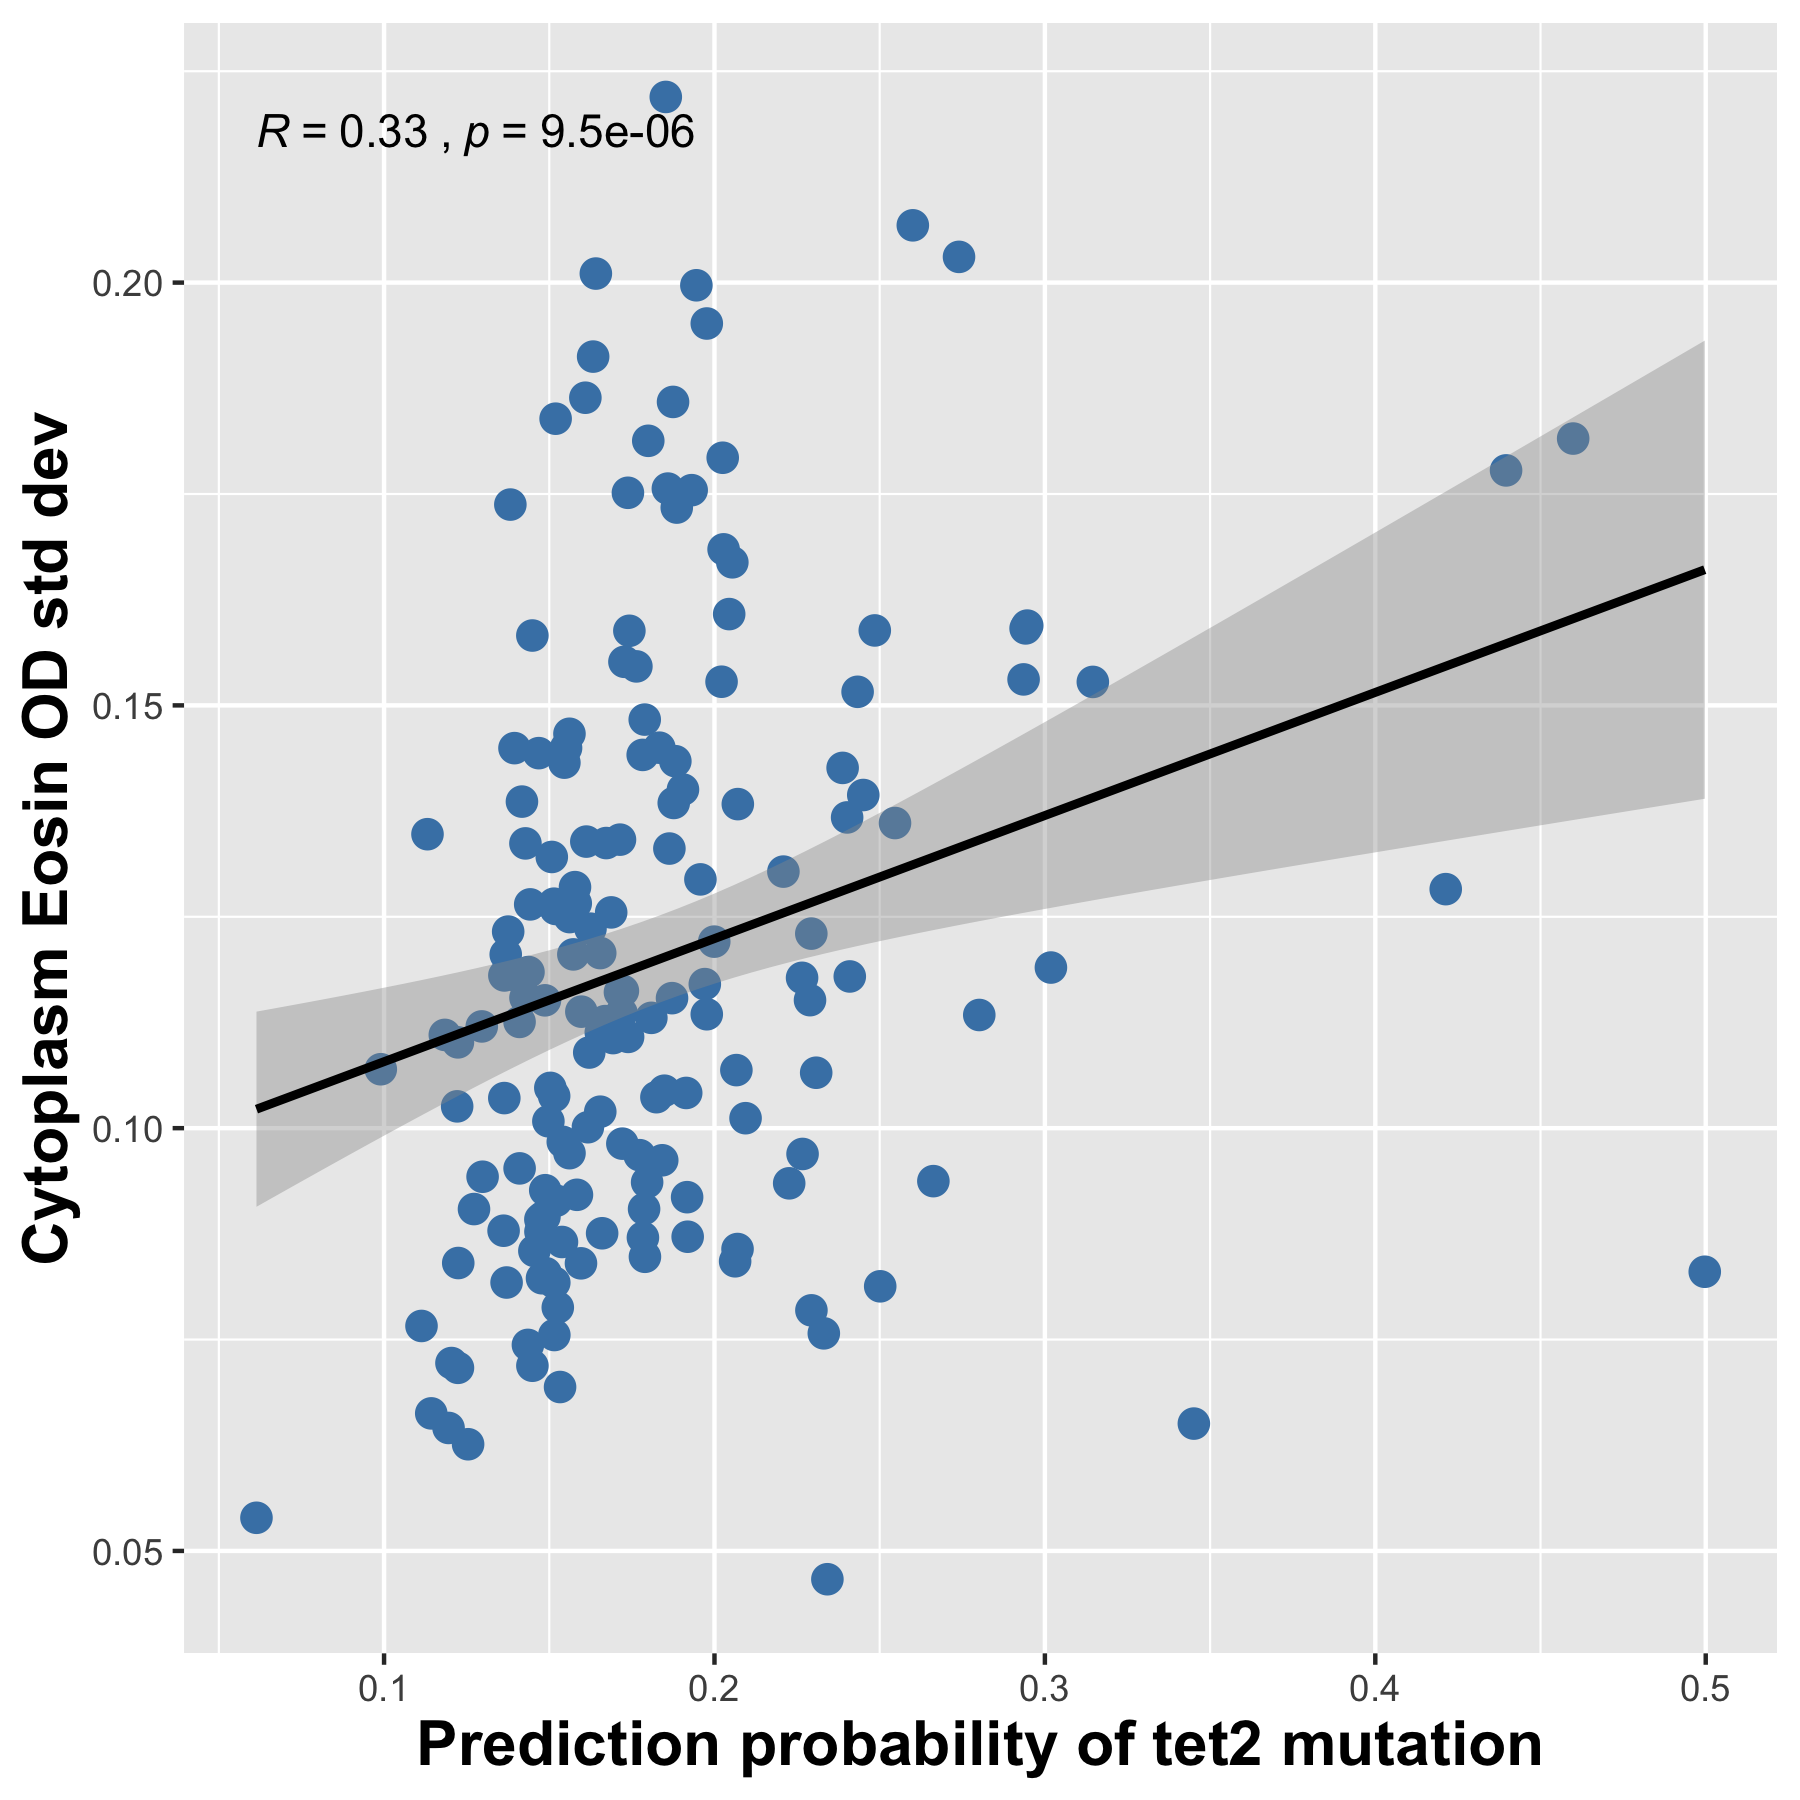 R = 0.33 , p = 9.5e-06
Cytoplasm Eosin OD std dev
0.20
0.15
0.10
0.05
0.1 0.2 0.3 0.4 0.5
Prediction probability of tet2 mutation